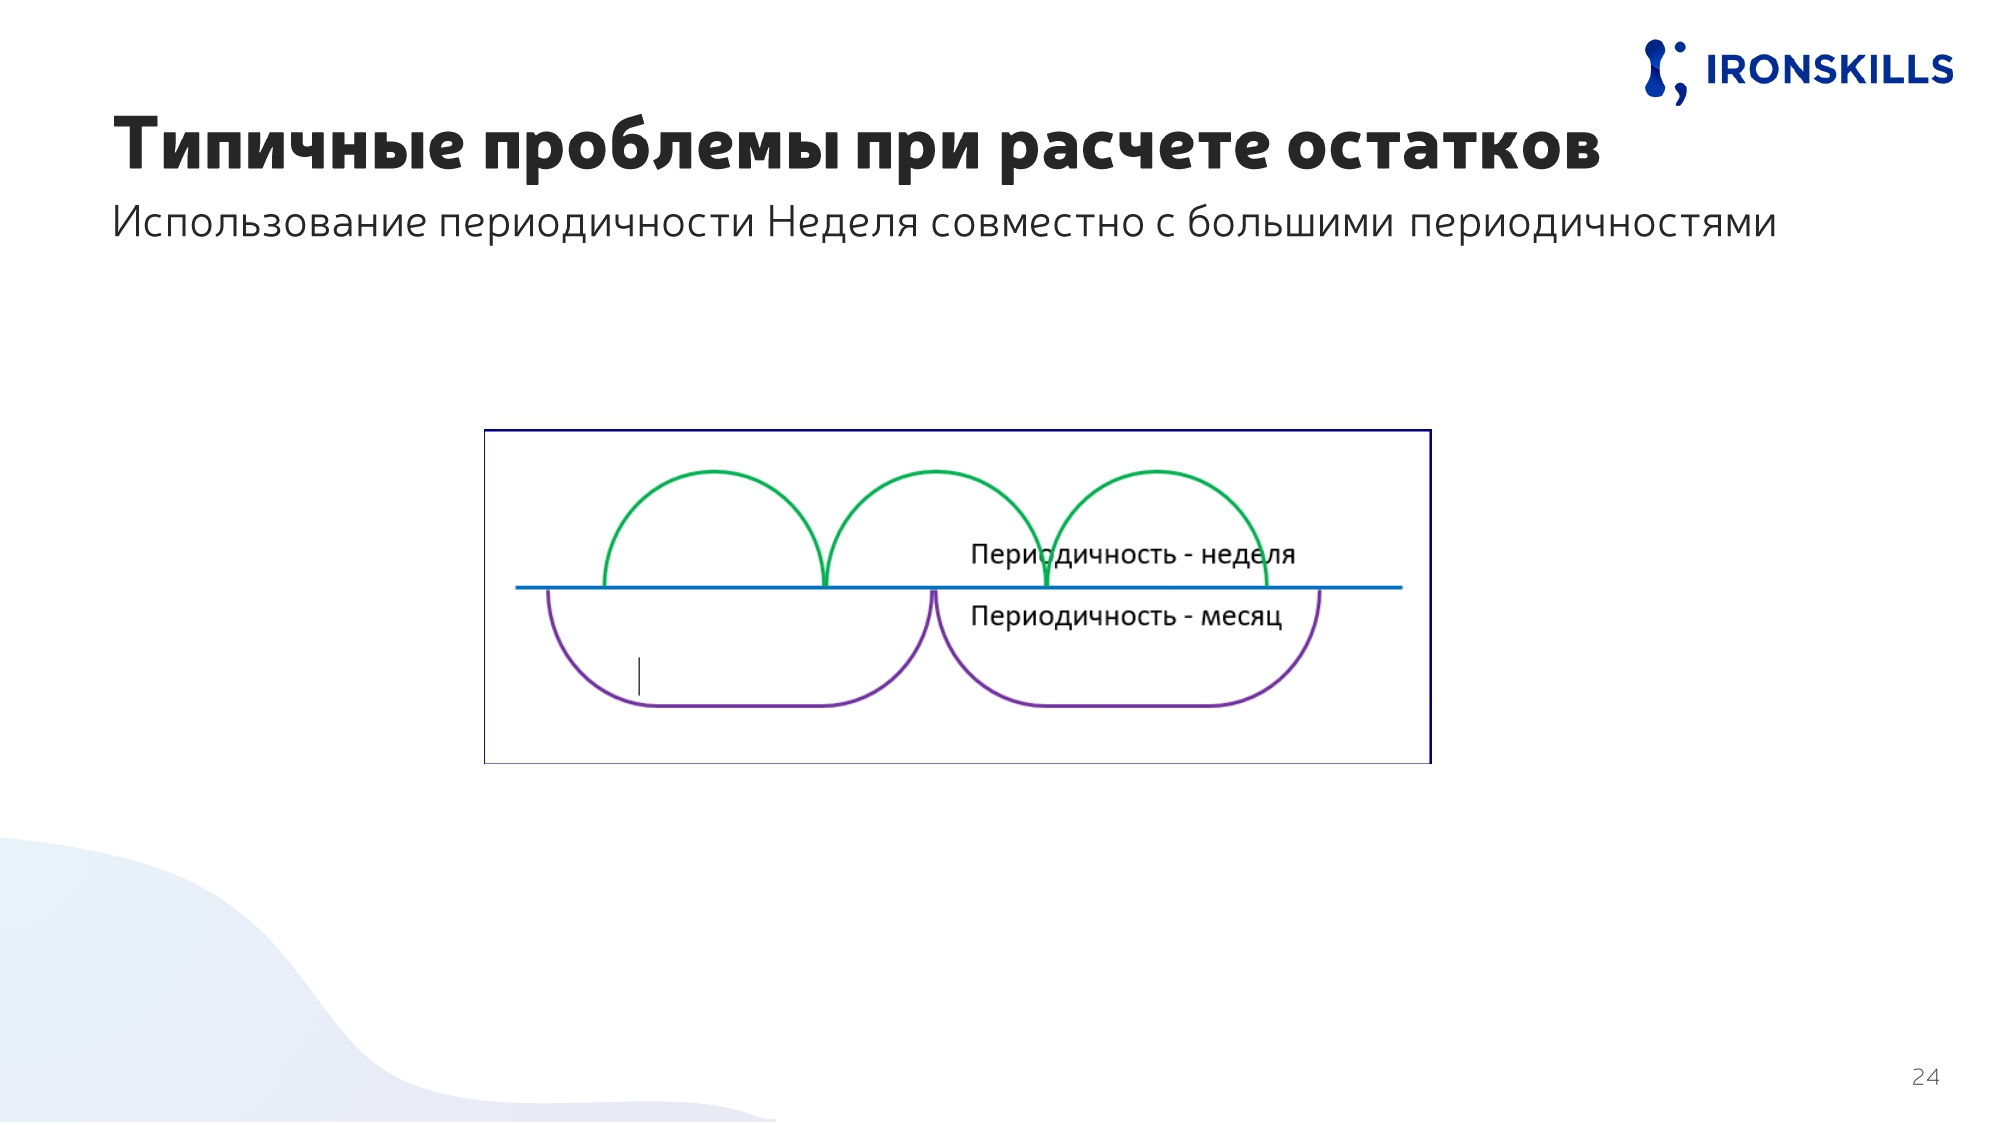 IRONSKILLS
Типичные проблемы при расчете остатков
Использование периодичности Неделя совместно с большими периодичностями
Периодичность - неделя
Периодичность - месяц
24